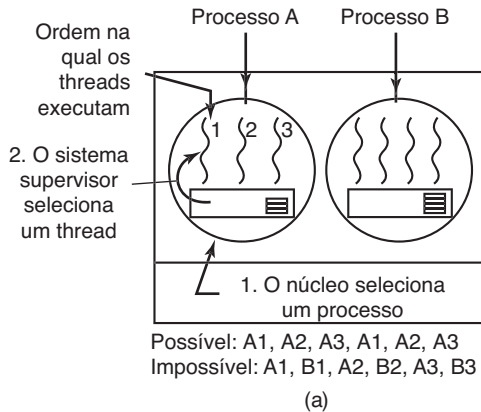 Processo A
Processo B
Ordem na
qual os
threads
executam
1
2
3
2. O sistema
supervisor
seleciona
um thread
1. O núcleo seleciona
um processo
Possível: A1, A2, A3, A1, A2, A3
Impossível: A1, B1, A2, B2, A3, B3
(a)